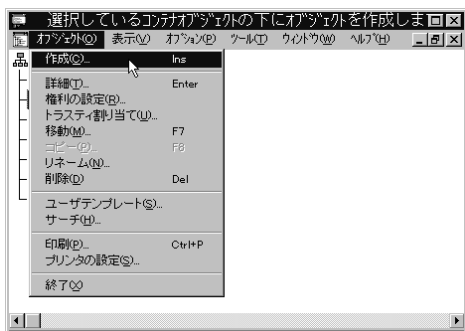 選択しているｺﾝﾃﾅｵﾌﾞｼﾞｪｸﾄの下にｵﾌﾞｼﾞｪｸﾄを作成しま
ｵﾌﾞｼﾞｪｸﾄ(O) 表示(V) ｵﾌﾟｼｮﾝ(P) ﾂｰﾙ(T) ｳｨﾝﾄﾞｳ(W) ﾍﾙﾌﾟ(H)
作成(C)... Ins
詳細(T)... Enter
権利の設定(R)...
トラスティ割り当て(U)...
移動(M)... F7
コピー(P)... F8
リネーム(N)...
削除(D) Del
ユーザテンプレート(S)...
サーチ(H)...
印刷(P)... Ctrl+P
プリンタの設定(S)...
終了(X)